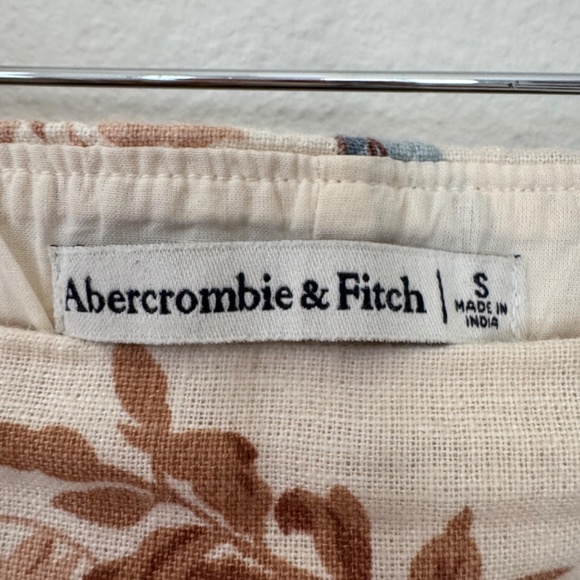 Abercrombie & Fitch | S
MADE IN
INDIA